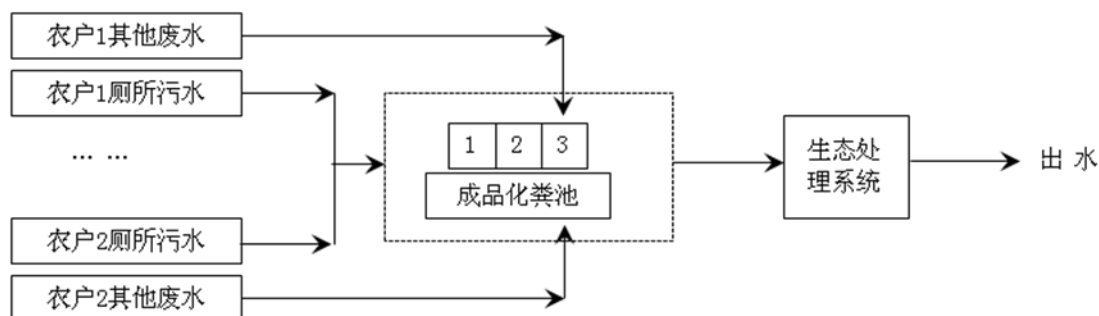 农户1其他废水
农户1厕所污水
... ...
农户2厕所污水
农户2其他废水
1 2 3
成品化粪池
生态处
理系统
出 水